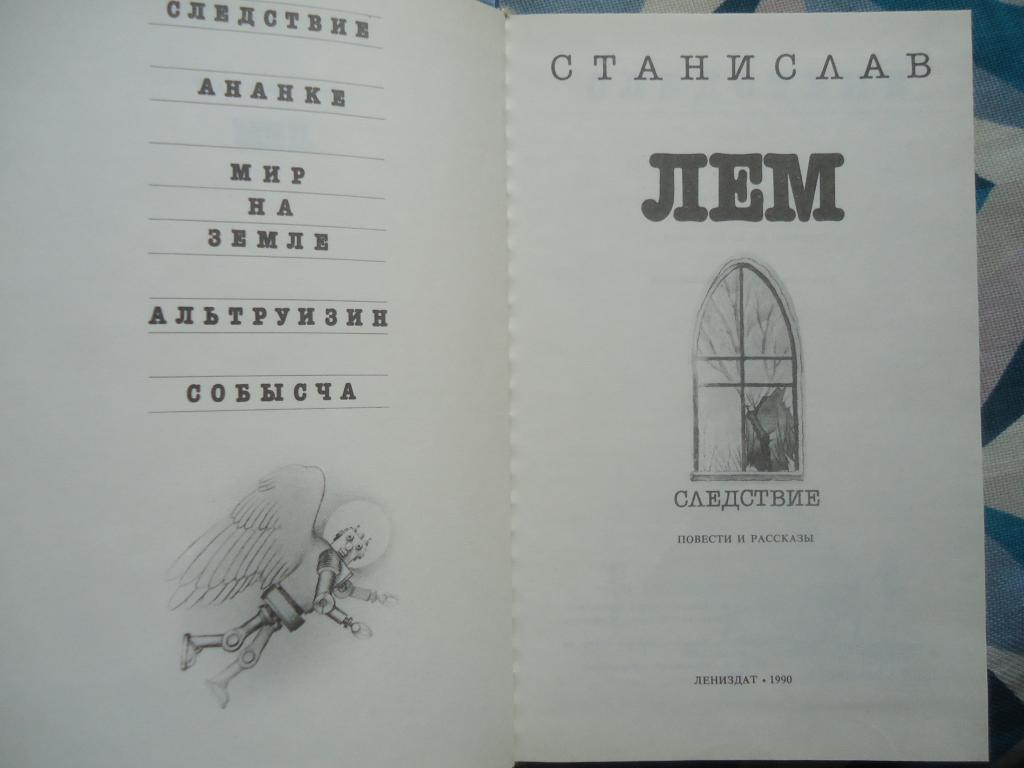 СЛЕДСТВИЕ
АНАНКЕ
МИР
НА
ЗЕМЛЕ
АЛЬТРУИЗИН
СОБЫСЧА
СТАНИСЛАВ
ЛЕМ
СЛЕДСТВИЕ
ПОВЕСТИ И РАССКАЗЫ
ЛЕНИЗДАТ • 1990